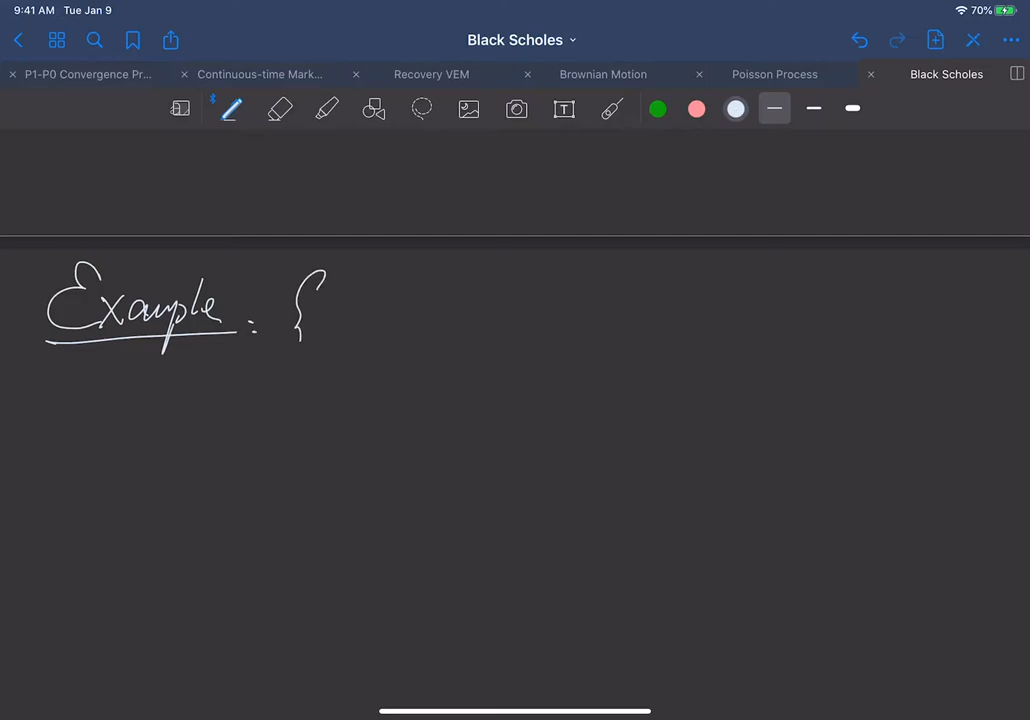 9:41 AM Tue Jan 9 70%
Black Scholes
P1-P0 Convergence Pr... Continuous-time Mark... Recovery VEM Brownian Motion Poisson Process Black Scholes
T
Example : {